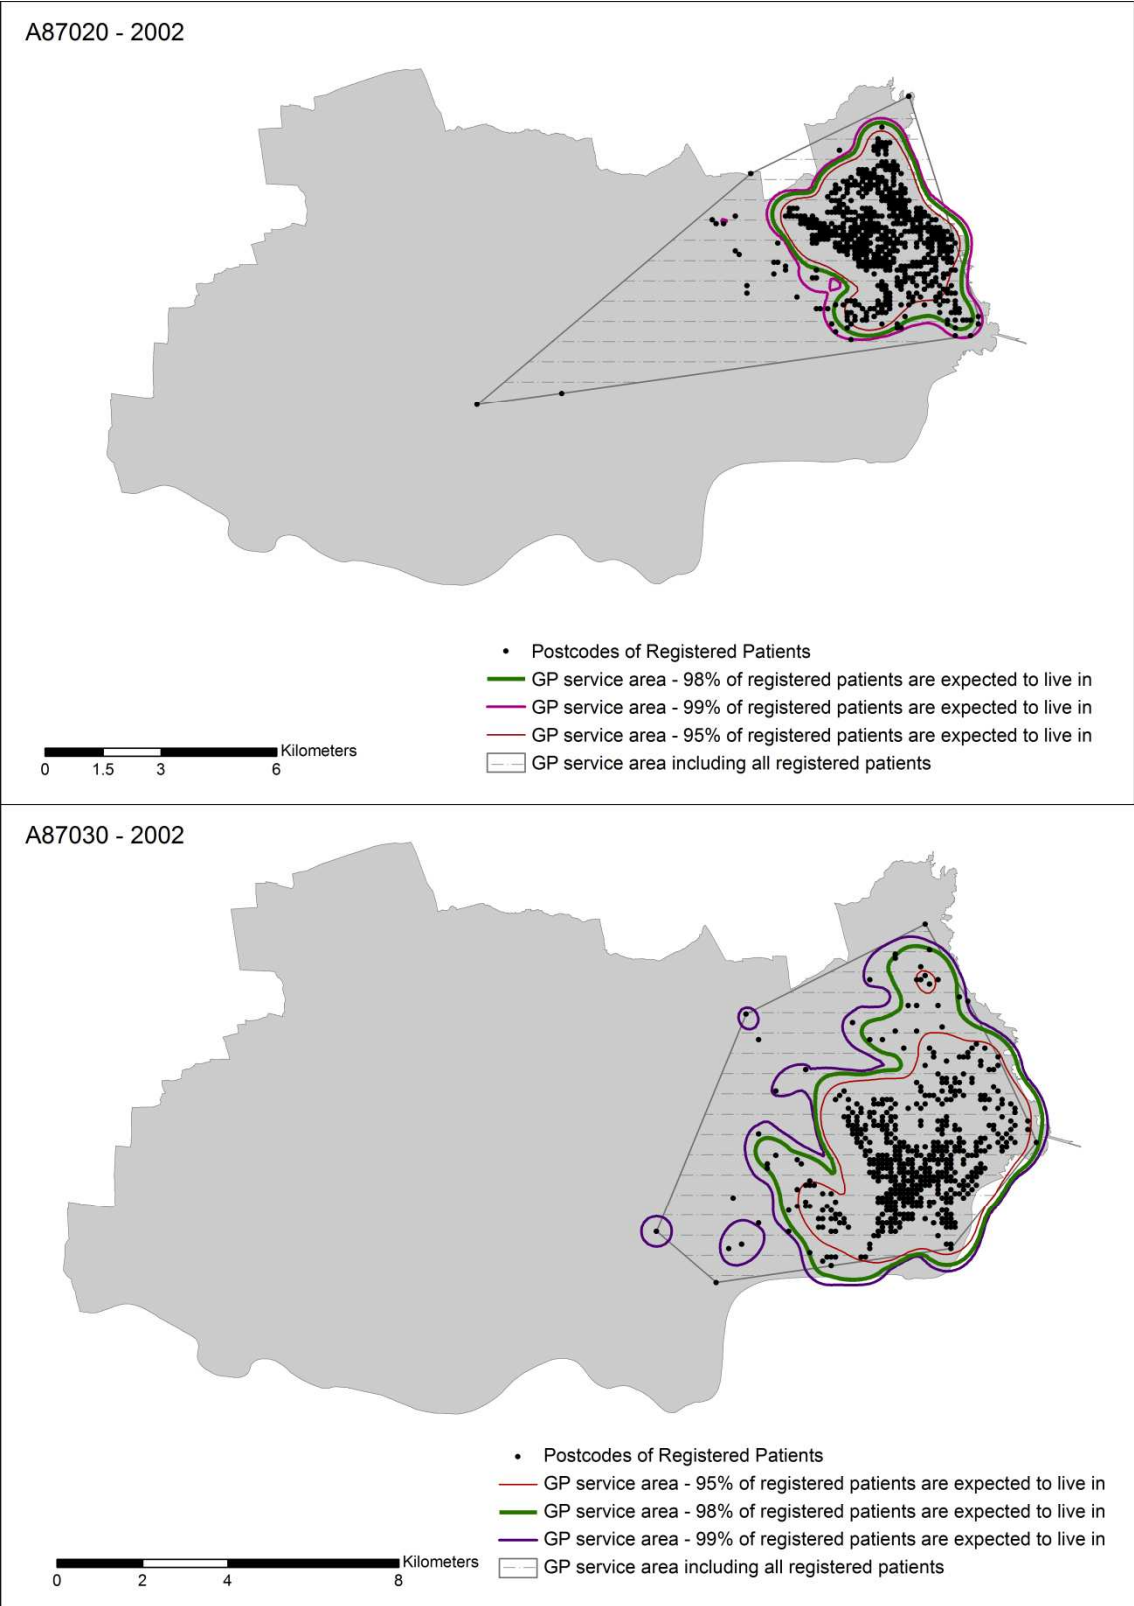 A87020 - 2002
Postcodes of Registered Patients
GP service area - 98% of registered patients are expected to live in
GP service area - 99% of registered patients are expected to live in
GP service area - 95% of registered patients are expected to live in
GP service area including all registered patients
Kilometers
0 1.5 3 6
A87030 - 2002
Postcodes of Registered Patients
GP service area - 95% of registered patients are expected to live in
GP service area - 98% of registered patients are expected to live in
GP service area - 99% of registered patients are expected to live in
GP service area including all registered patients
Kilometers
0 2 4 8